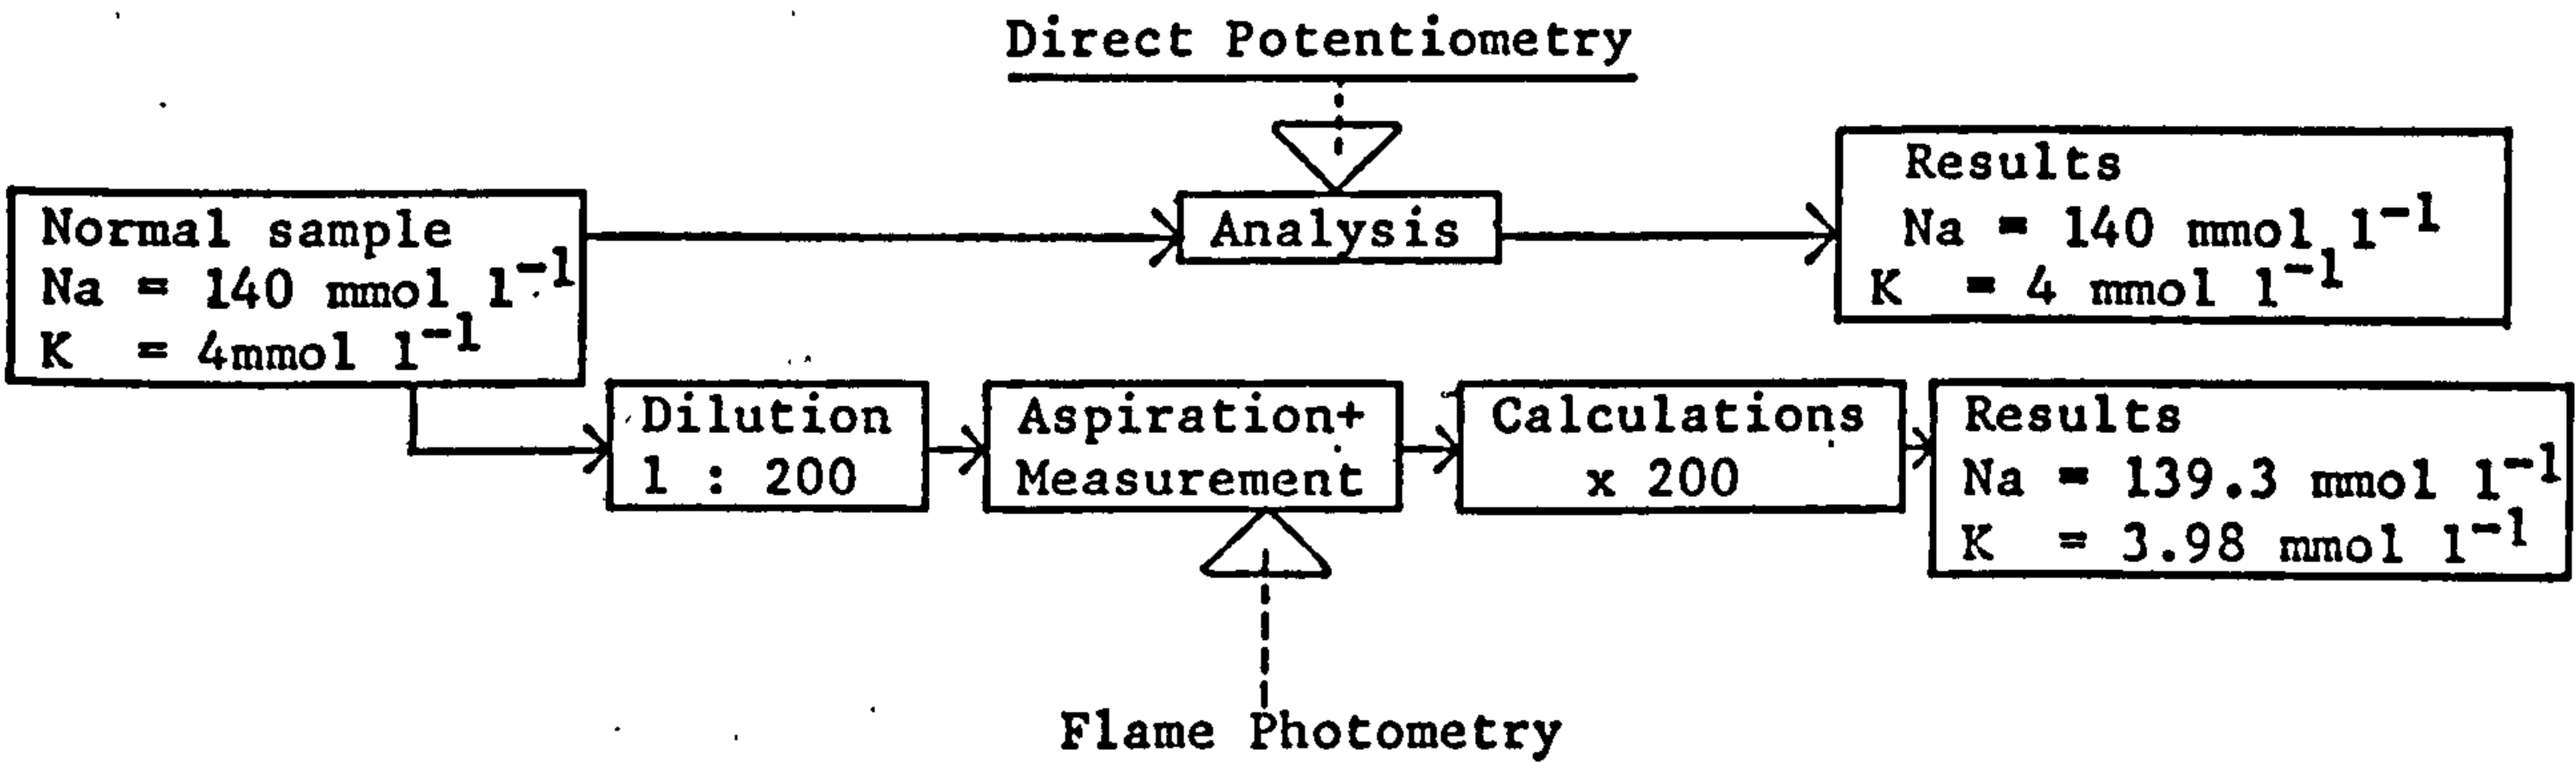 Direct Potentiometry
Normal sample
Na = 140 mmol l⁻¹
K = 4mmol l⁻¹
Analysis
Results
Na = 140 mmol l⁻¹
K = 4 mmol l⁻¹
Dilution
1 : 200
Aspiration+
Measurement
Calculations
x 200
Results
Na = 139.3 mmol l⁻¹
K = 3.98 mmol l⁻¹
Flame Photometry